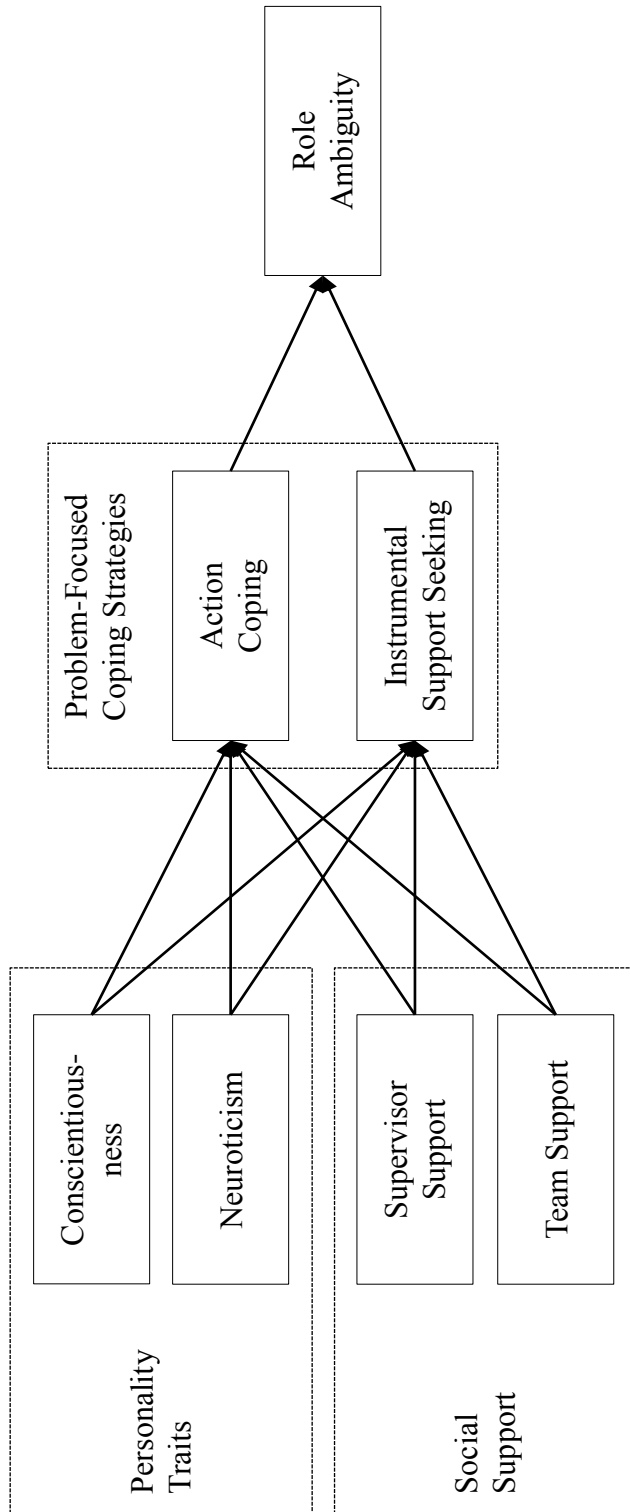 Personality
Traits
Conscientious-
ness
Neuroticism
Social
Support
Supervisor
Support
Team Support
Problem-Focused
Coping Strategies
Action
Coping
Instrumental
Support Seeking
Role
Ambiguity